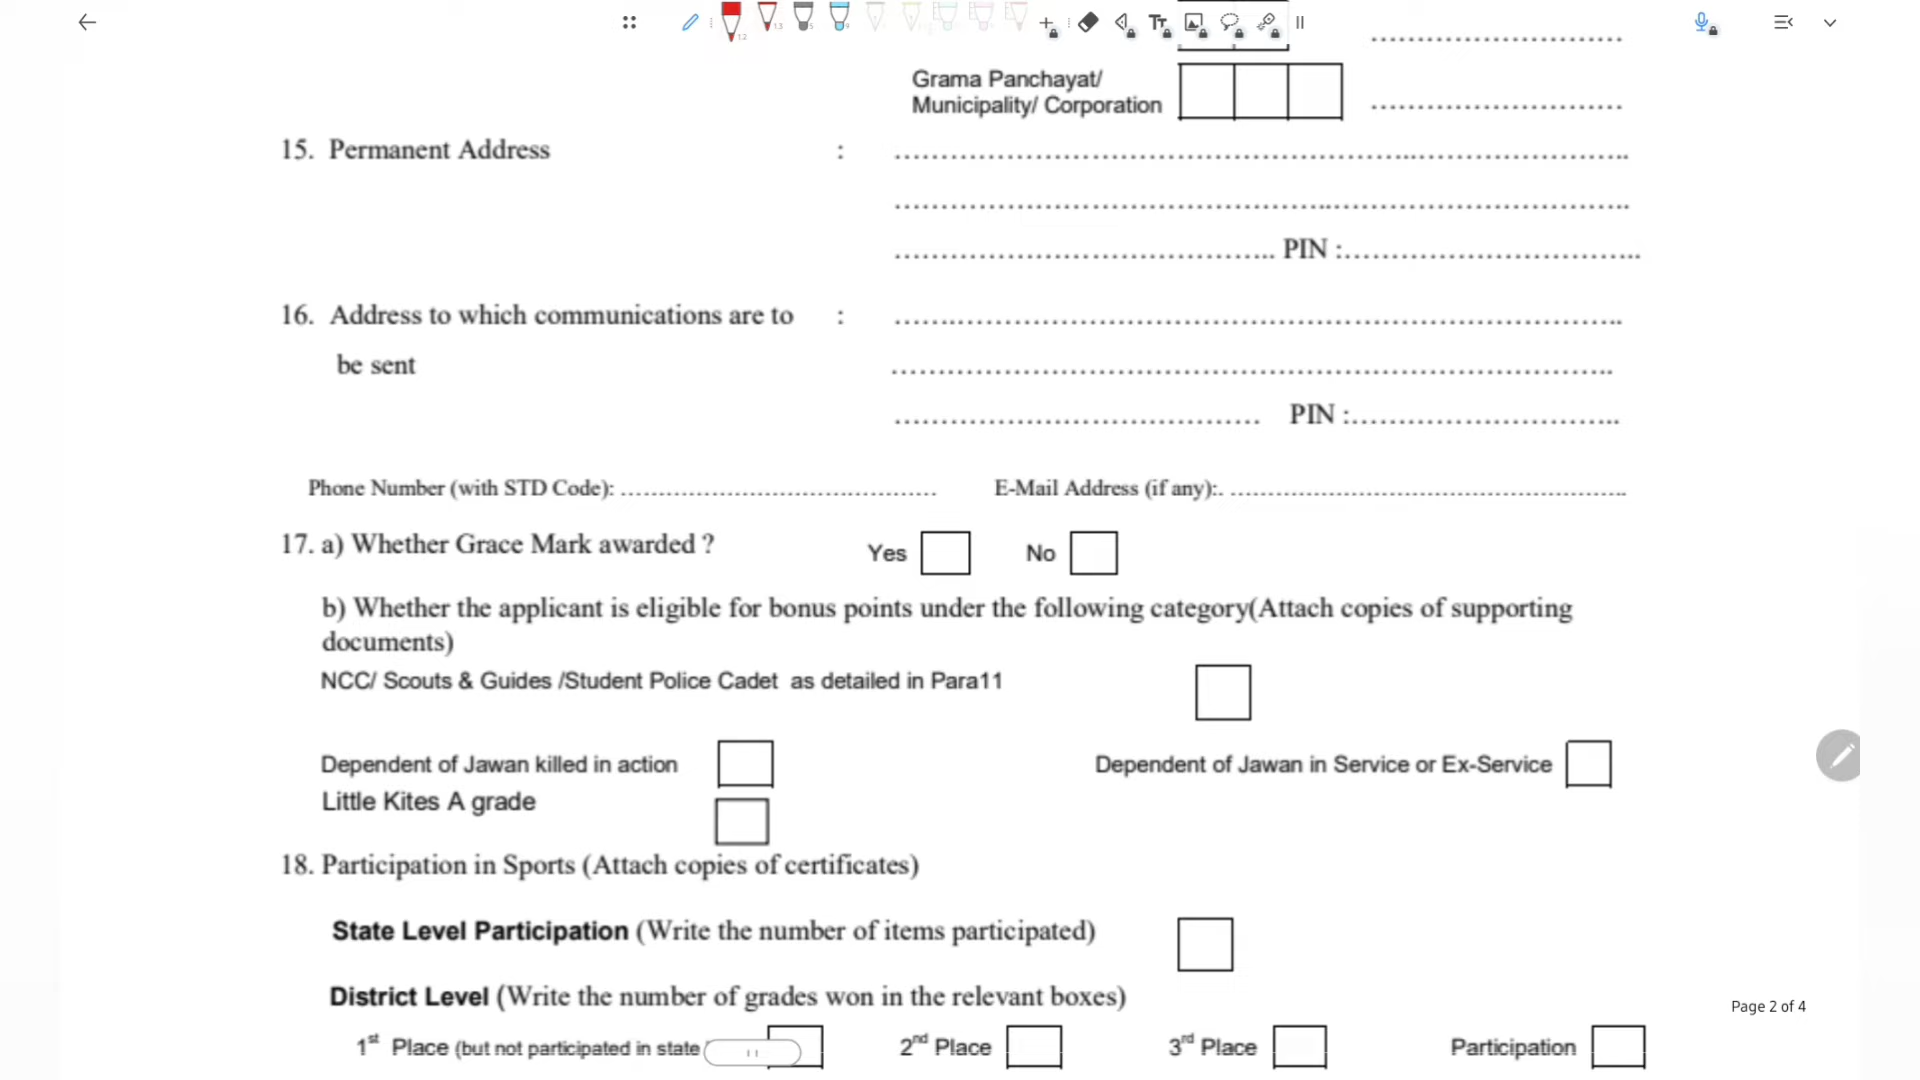 Grama Panchayat/
Municipality/ Corporation ...........................
15. Permanent Address : ................................................................................
................................................................................
......................................... PIN :................................
16. Address to which communications are to : ................................................................................
be sent ................................................................................
....................................... PIN :.............................
Phone Number (with STD Code): ......................................... E-Mail Address (if any):. ...................................................
17. a) Whether Grace Mark awarded ? Yes No
b) Whether the applicant is eligible for bonus points under the following category(Attach copies of supporting
documents)
NCC/ Scouts & Guides /Student Police Cadet as detailed in Para11
Dependent of Jawan killed in action Dependent of Jawan in Service or Ex-Service
Little Kites A grade
18. Participation in Sports (Attach copies of certificates)
State Level Participation (Write the number of items participated)
District Level (Write the number of grades won in the relevant boxes)
Page 2 of 4
1st Place (but not participated in state 2nd Place 3rd Place Participation